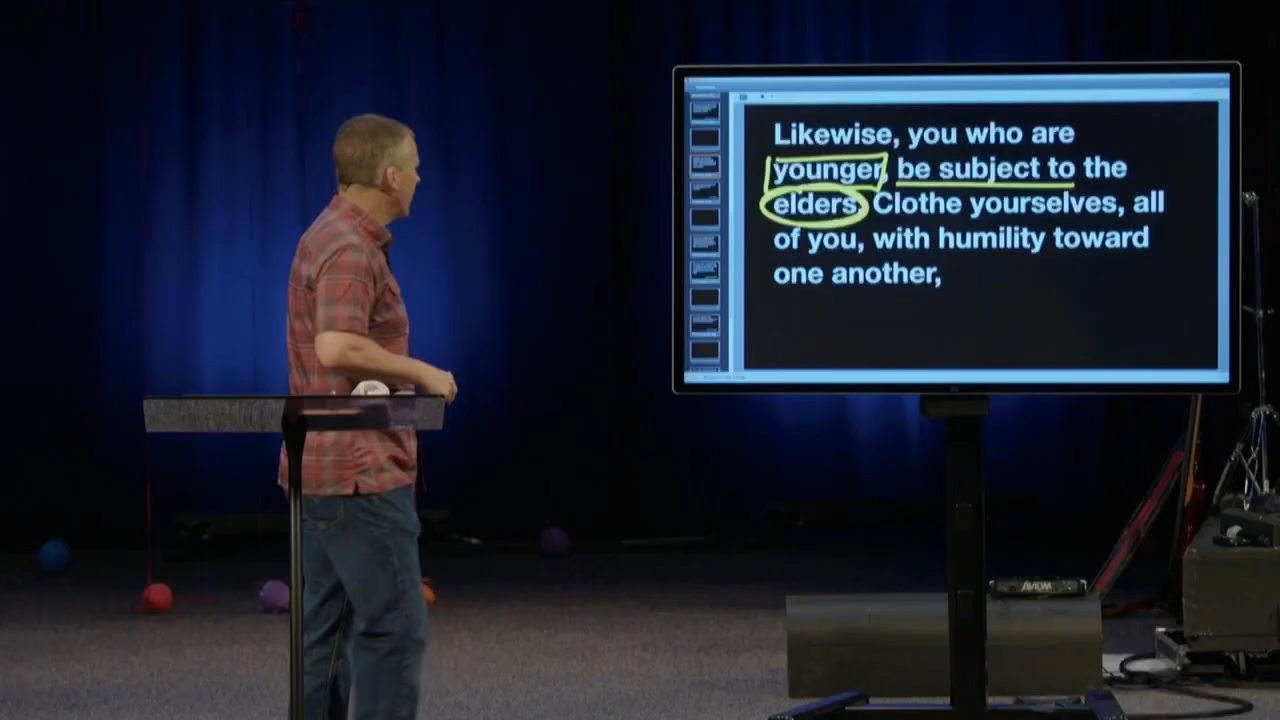 Likewise, you who are
younger, be subject to the
elders. Clothe yourselves, all
of you, with humility toward
one another,
AVIOM